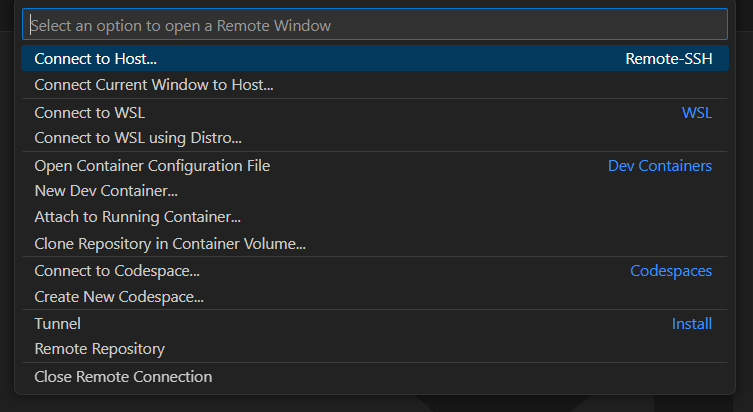 Select an option to open a Remote Window
Connect to Host... Remote-SSH
Connect Current Window to Host...
Connect to WSL WSL
Connect to WSL using Distro...
Open Container Configuration File Dev Containers
New Dev Container...
Attach to Running Container...
Clone Repository in Container Volume...
Connect to Codespace... Codespaces
Create New Codespace...
Tunnel Install
Remote Repository
Close Remote Connection